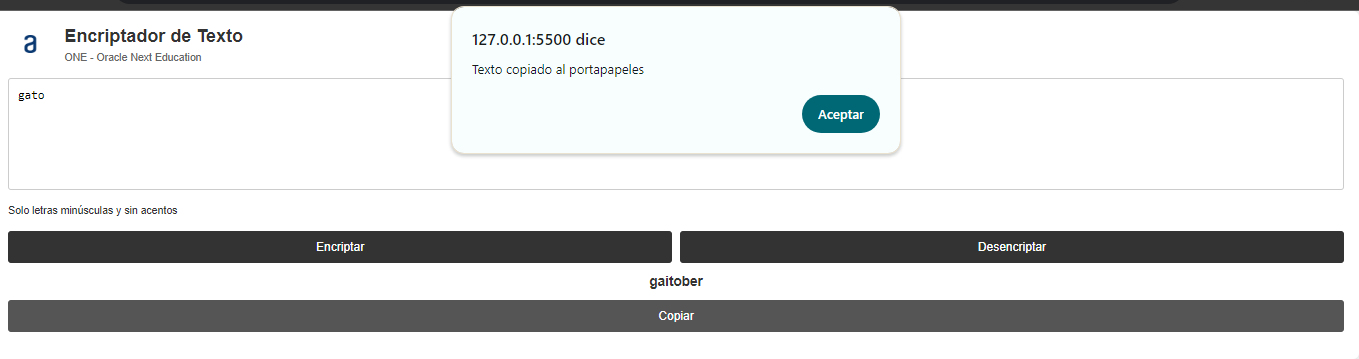 a
Encriptador de Texto
ONE - Oracle Next Education
127.0.0.1:5500 dice
Texto copiado al portapapeles
Aceptar
gato
Solo letras minúsculas y sin acentos
Encriptar
Desencriptar
gaitober
Copiar